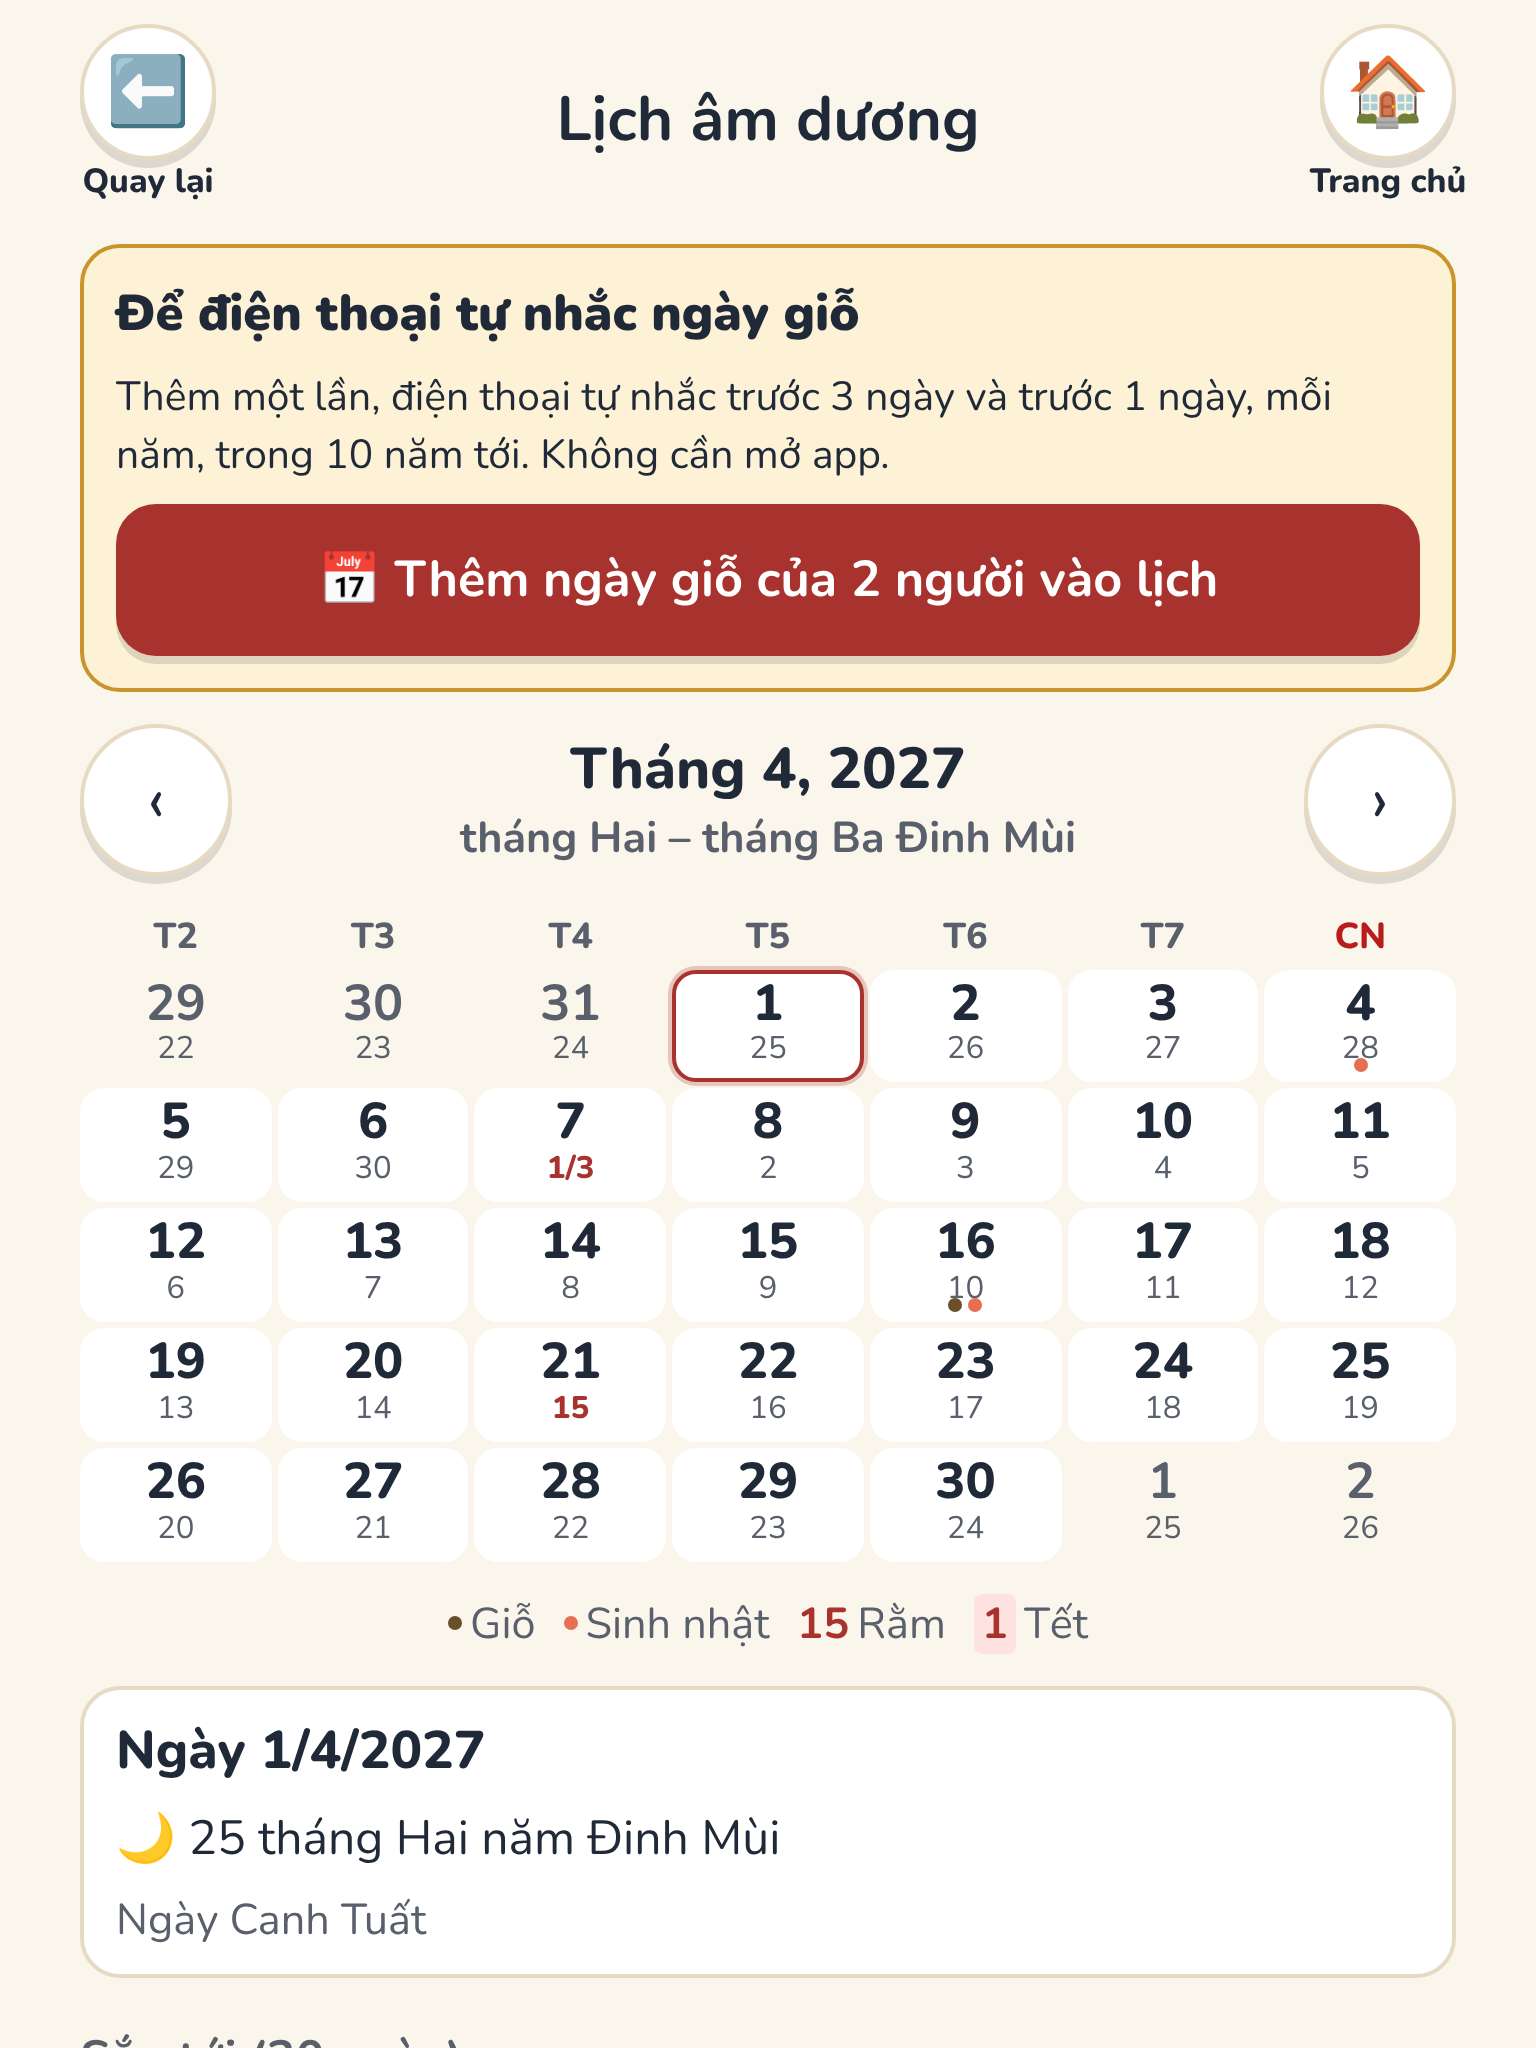 Quay lại
Lịch âm dương
Trang chủ
Để điện thoại tự nhắc ngày giỗ
Thêm một lần, điện thoại tự nhắc trước 3 ngày và trước 1 ngày, mỗi
năm, trong 10 năm tới. Không cần mở app.
July
17 Thêm ngày giỗ của 2 người vào lịch
‹ Tháng 4, 2027 ›
tháng Hai – tháng Ba Đinh Mùi
T2 T3 T4 T5 T6 T7 CN
29 30 31 1 2 3 4
22 23 24 25 26 27 28
5 6 7 8 9 10 11
29 30 1/3 2 3 4 5
12 13 14 15 16 17 18
6 7 8 9 10 11 12
19 20 21 22 23 24 25
13 14 15 16 17 18 19
26 27 28 29 30 1 2
20 21 22 23 24 25 26
Giỗ Sinh nhật 15 Rằm 1 Tết
Ngày 1/4/2027
25 tháng Hai năm Đinh Mùi
Ngày Canh Tuất